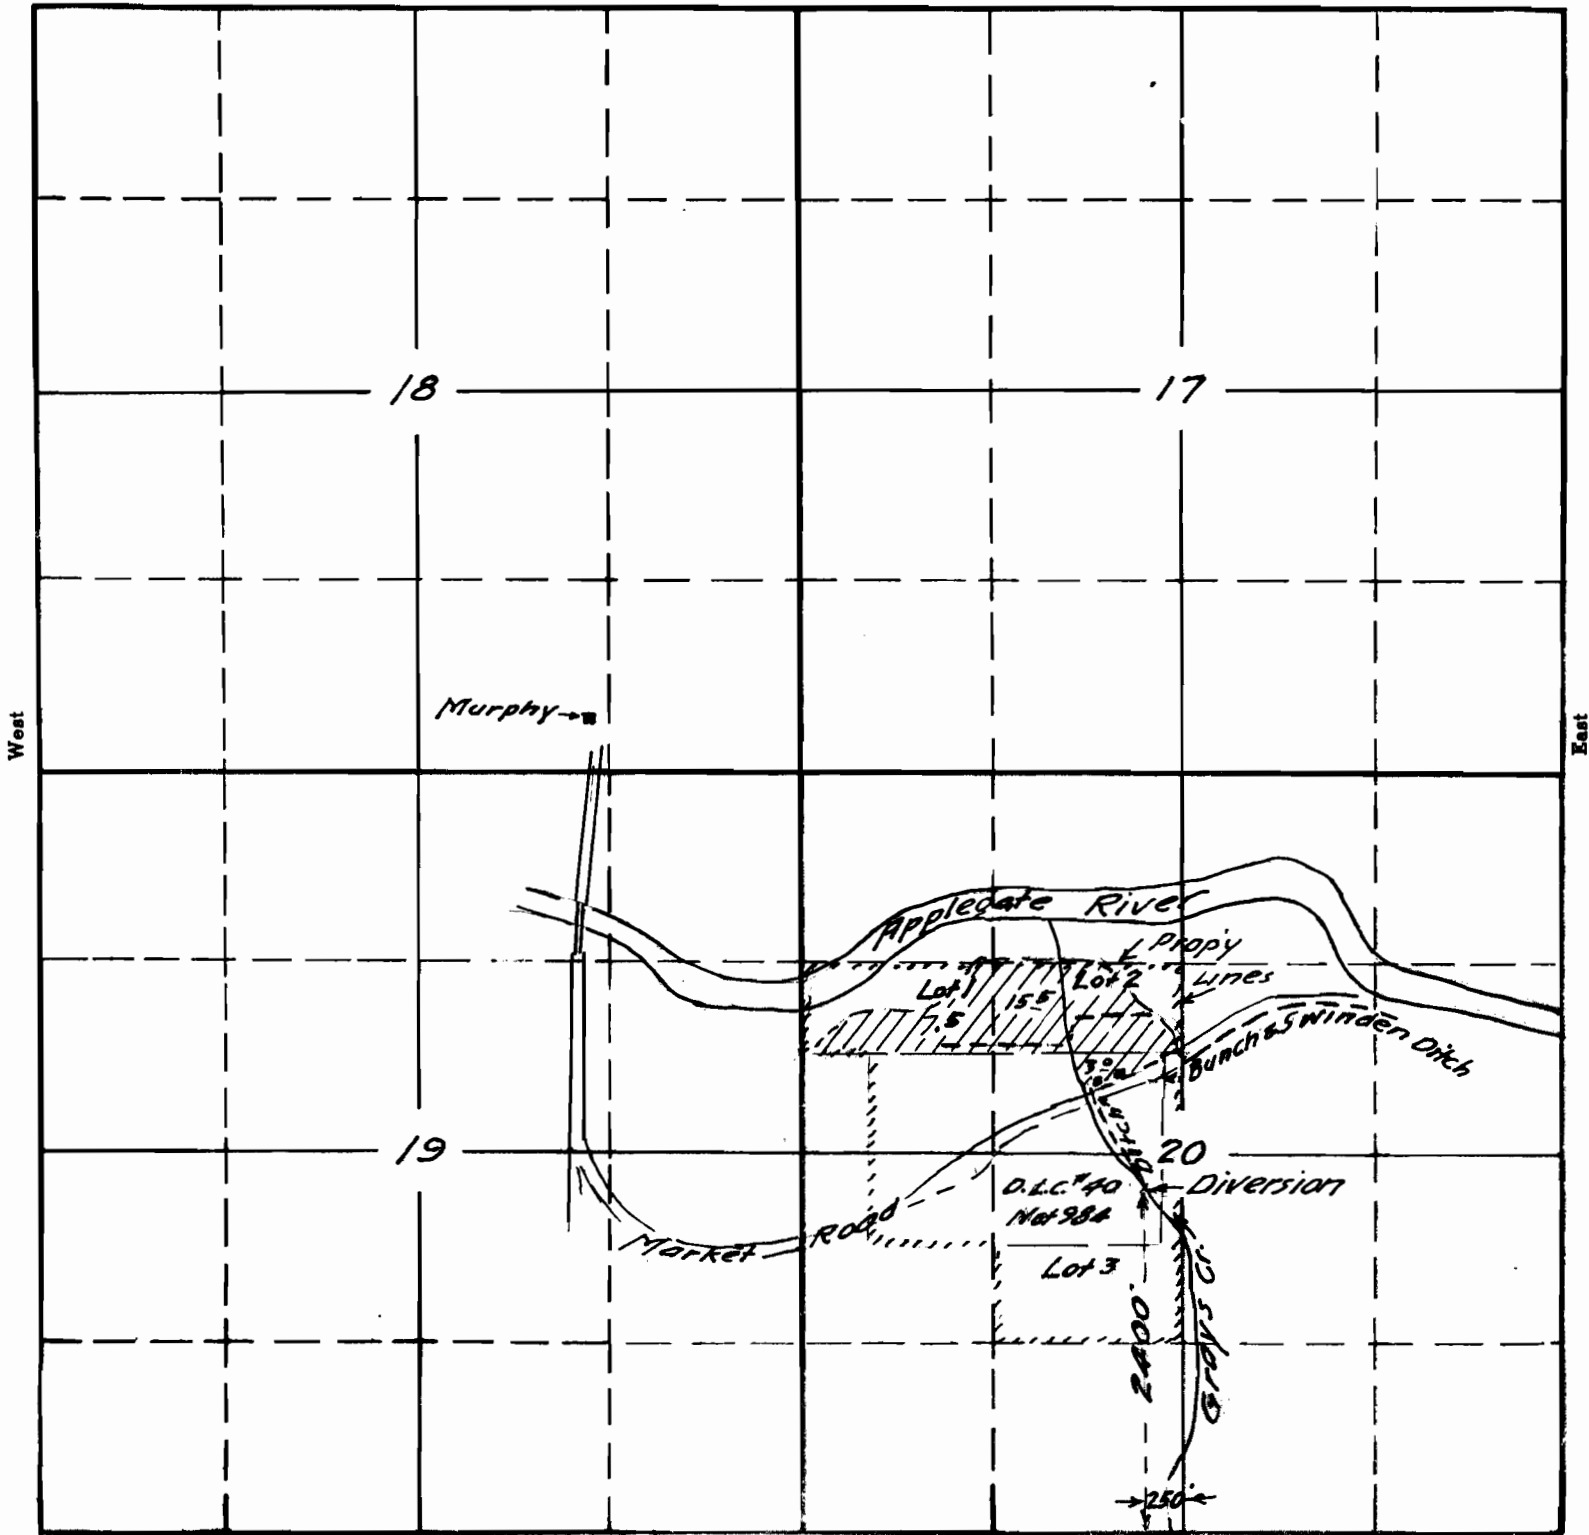 18
17
Murphy
West
East
Applegate River
Prop'y
Lines
Lot 1
15.5
Lot 2
.5
Bunch & Swinden Ditch
Ditch
19
20
D.L.C. #40
Not 984
Diversion
Market Road
Lot 3
2400'
Grays Cr.
250'